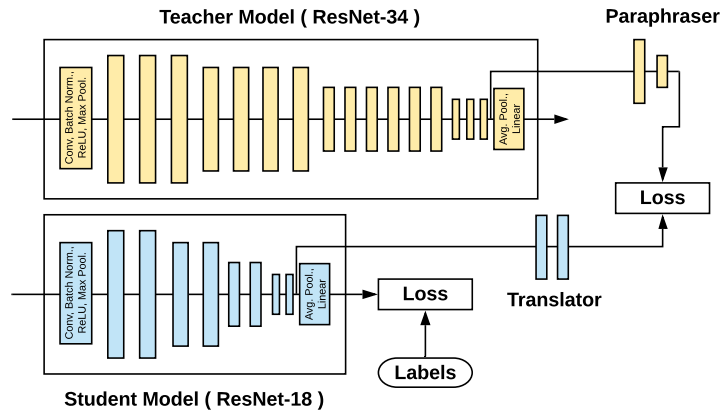 Teacher Model ( ResNet-34 )
Paraphraser
Conv, Batch Norm.,
ReLU, Max Pool.
Avg. Pool.,
Linear
Loss
Conv, Batch Norm.,
ReLU, Max Pool.
Avg. Pool.,
Linear
Loss
Translator
Labels
Student Model ( ResNet-18 )